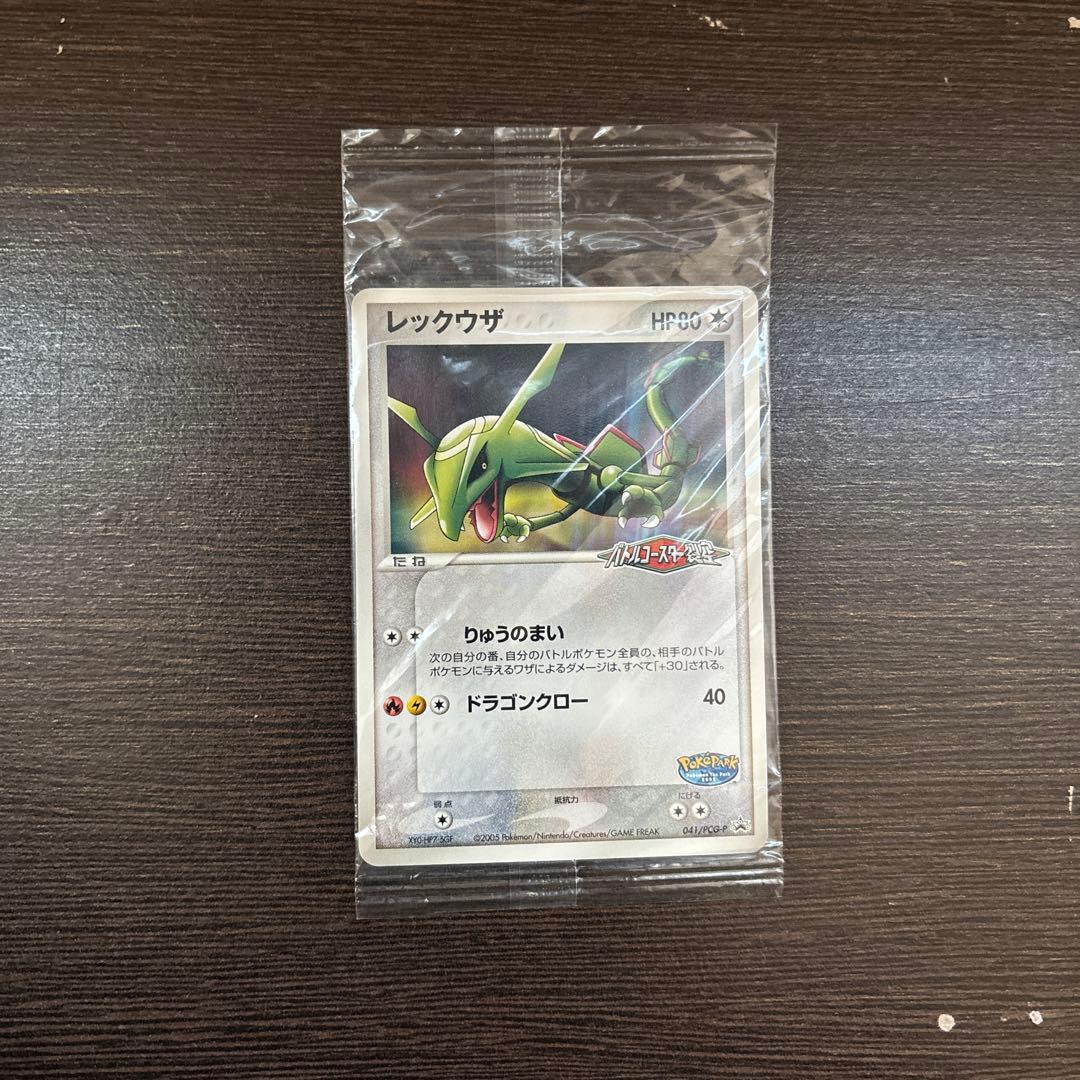 レックウザ HP80
バトルコースター裂空
たね
りゅうのまい
次の自分の番、自分のバトルポケモン全員の、相手のバトル
ポケモンに与えるワザによるダメージは、すべて「+30」される。
ドラゴンクロー 40
POKÉPARK
Pokémon The Park
2005
弱点 抵抗力 にげる
©2005 Pokémon/Nintendo/Creatures/GAME FREAK 041/PCG-P